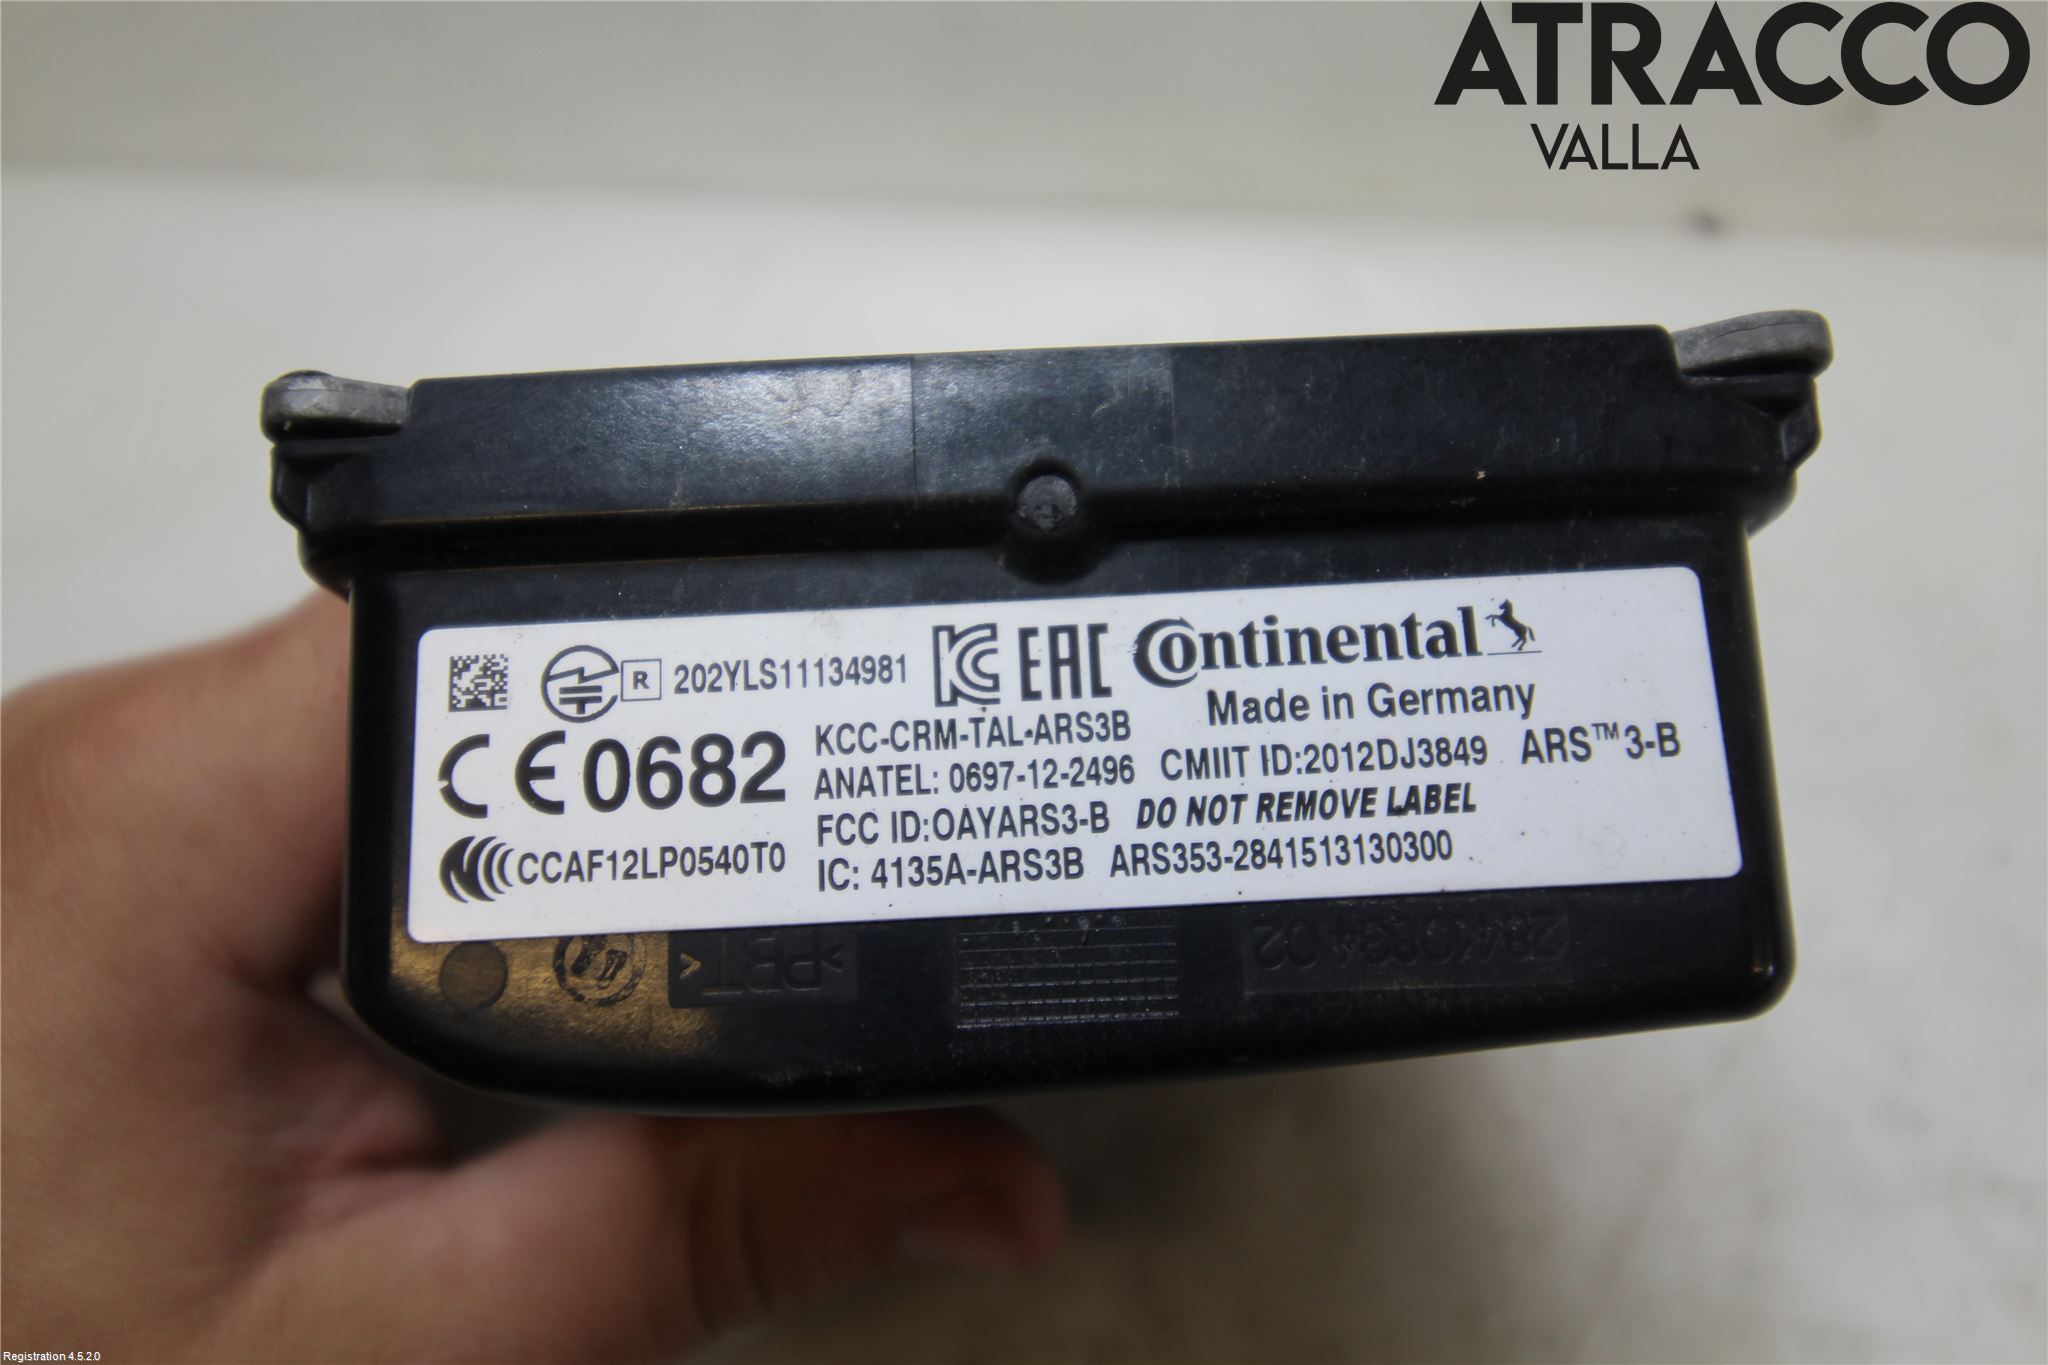 ATRACCO
VALLA
R 202YLS11134981
Continental
Made in Germany
CE0682
KCC-CRM-TAL-ARS3B
ANATEL: 0697-12-2496 CMIIT ID:2012DJ3849 ARS™3-B
FCC ID:OAYARS3-B DO NOT REMOVE LABEL
CCAF12LP0540T0
IC: 4135A-ARS3B ARS353-2841513130300
>PBT<
Registration 4.5.2.0